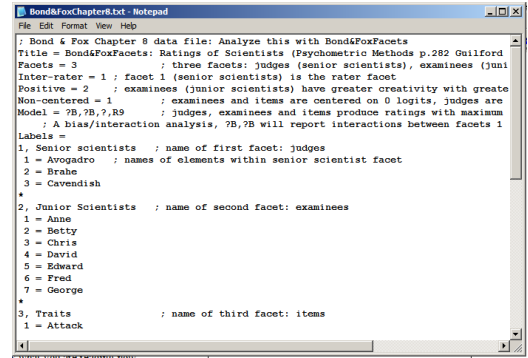 Bond&FoxChapter8.txt - Notepad
File Edit Format View Help
; Bond & Fox Chapter 8 data file: Analyze this with Bond&FoxFacets
Title = Bond&FoxFacets: Ratings of Scientists (Psychometric Methods p.282 Guilford
Facets = 3 ; three facets: judges (senior scientists), examinees (juni
Inter-rater = 1 ; facet 1 (senior scientists) is the rater facet
Positive = 2 ; examinees (junior scientists) have greater creativity with greate
Non-centered = 1 ; examinees and items are centered on 0 logits, judges are
Model = ?B,?B,?,R9 ; judges, examinees and items produce ratings with maximum
; A bias/interaction analysis, ?B,?B will report interactions between facets 1
Labels =
1, Senior scientists ; name of first facet: judges
1 = Avogadro ; names of elements within senior scientist facet
2 = Brahe
3 = Cavendish
*
2, Junior Scientists ; name of second facet: examinees
1 = Anne
2 = Betty
3 = Chris
4 = David
5 = Edward
6 = Fred
7 = George
*
3, Traits ; name of third facet: items
1 = Attack